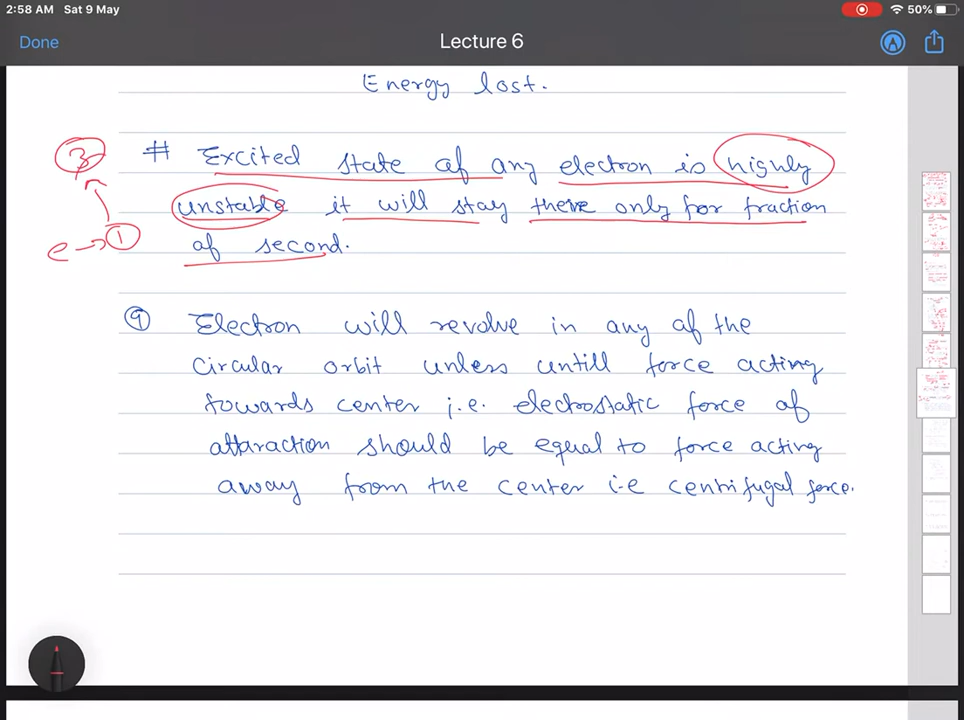 2:58 AM Sat 9 May
50%
Done
Lecture 6
Energy lost.
# Excited state of any electron is highly
unstable it will stay there only for fraction
of second.
3
e → 1
9 Electron will revolve in any of the
circular orbit unless untill force acting
towards center i.e. electrostatic force of
attaraction should be equal to force acting
away from the center i-e centrifugal force.